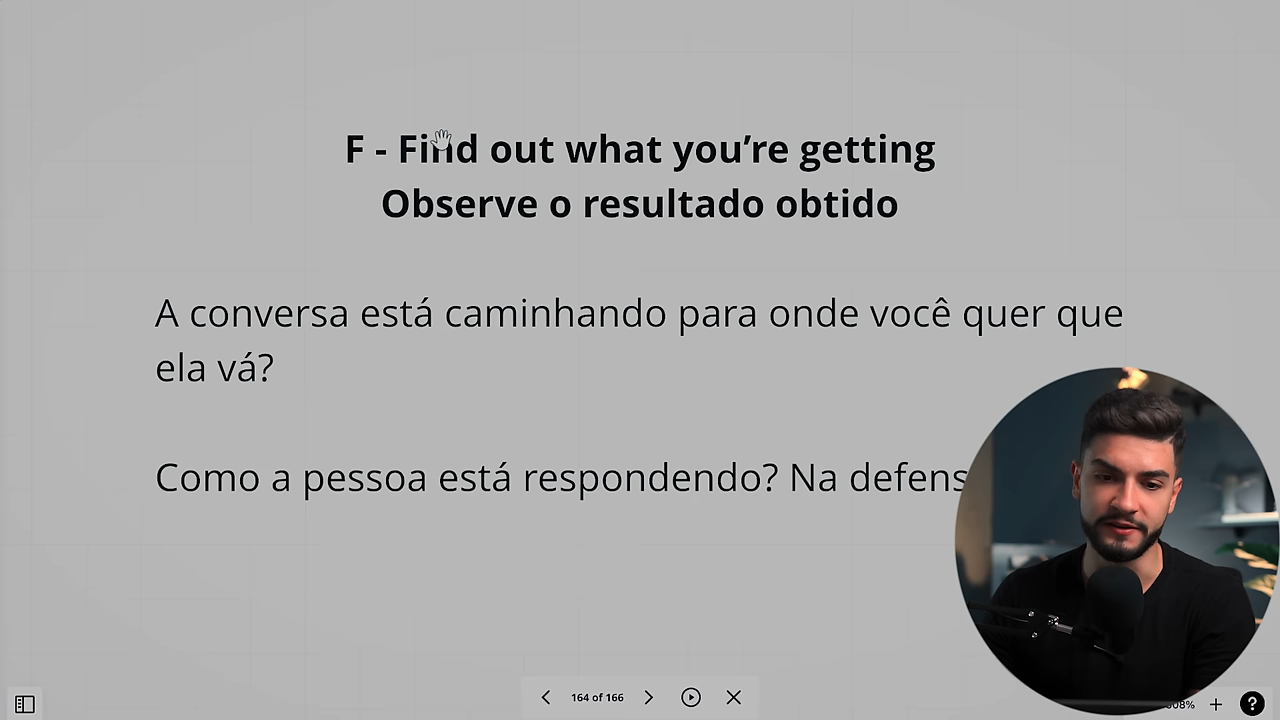 F - Find out what you're getting
Observe o resultado obtido
A conversa está caminhando para onde você quer que
ela vá?
Como a pessoa está respondendo? Na
164 of 166